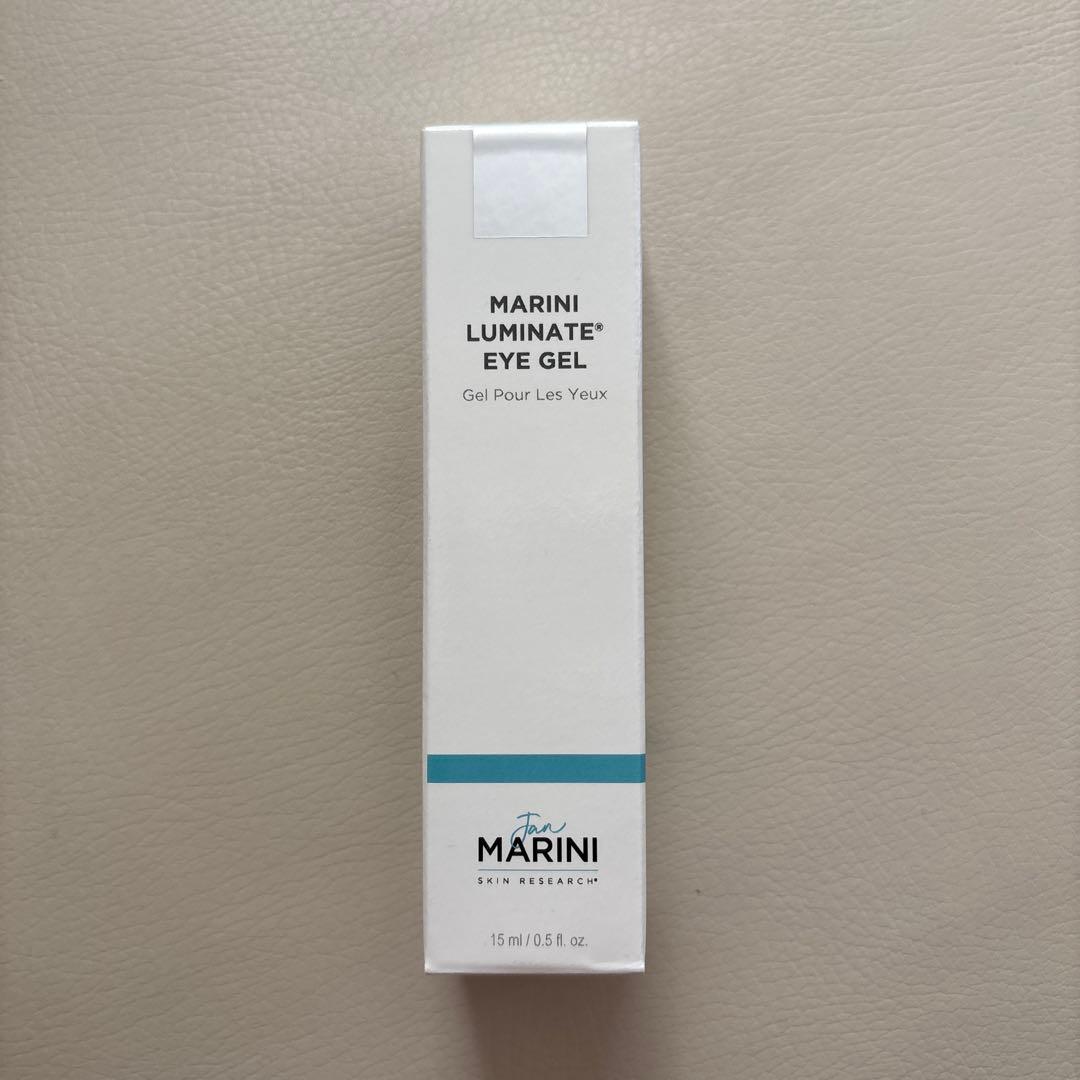 MARINI
LUMINATE®
EYE GEL
Gel Pour Les Yeux
Jan
MARINI
SKIN RESEARCH®
15 ml / 0.5 fl. oz.